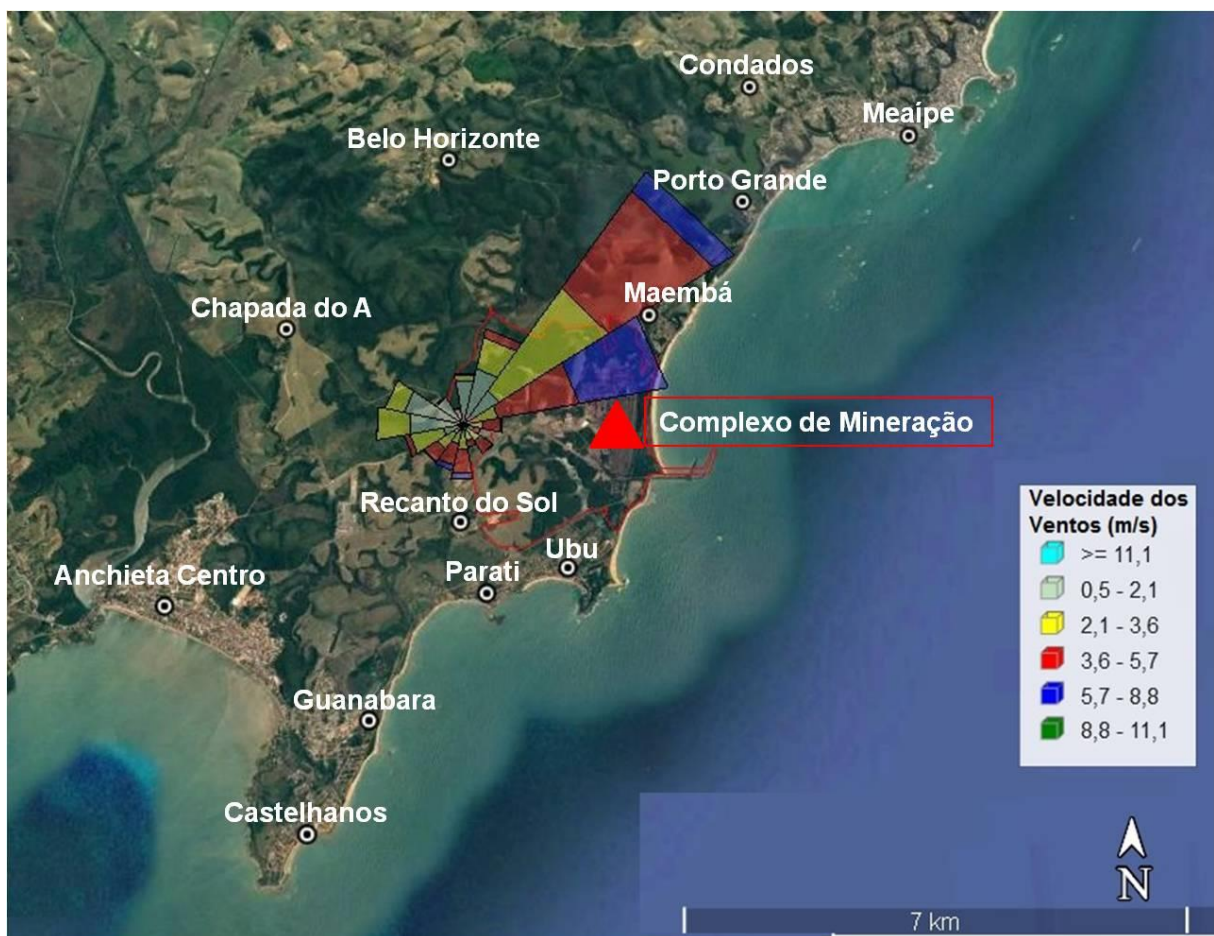 Condados
Meaípe
Belo Horizonte
Porto Grande
Maembá
Chapada do A
Complexo de Mineração
Recanto do Sol
Ubu
Parati
Anchieta Centro
Guanabara
Castelhanos
Velocidade dos
Ventos (m/s)
>= 11,1
0,5 - 2,1
2,1 - 3,6
3,6 - 5,7
5,7 - 8,8
8,8 - 11,1
N
7 km